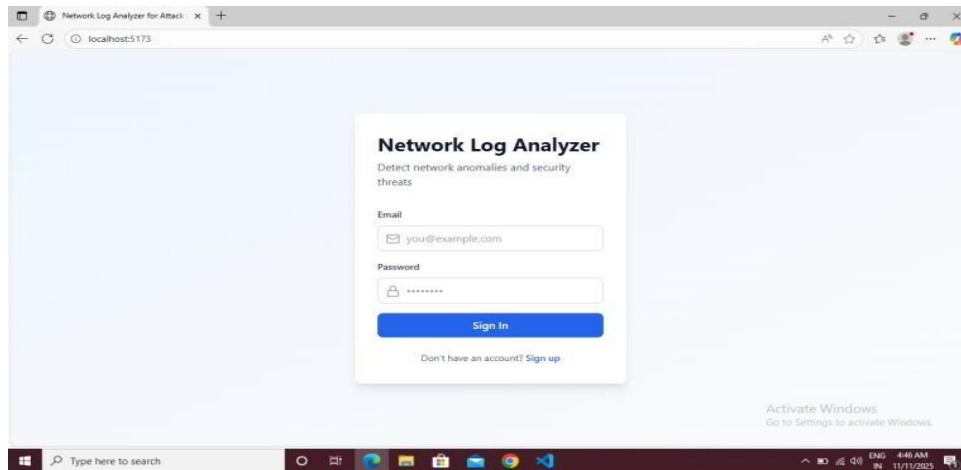 Network Log Analyzer for Attack
localhost:5173
Network Log Analyzer
Detect network anomalies and security
threats
Email
you@example.com
Password
••••••••
Sign In
Don't have an account? Sign up
Activate Windows
Go to Settings to activate Windows.
Type here to search
ENG 4:46 AM
IN 11/11/2025